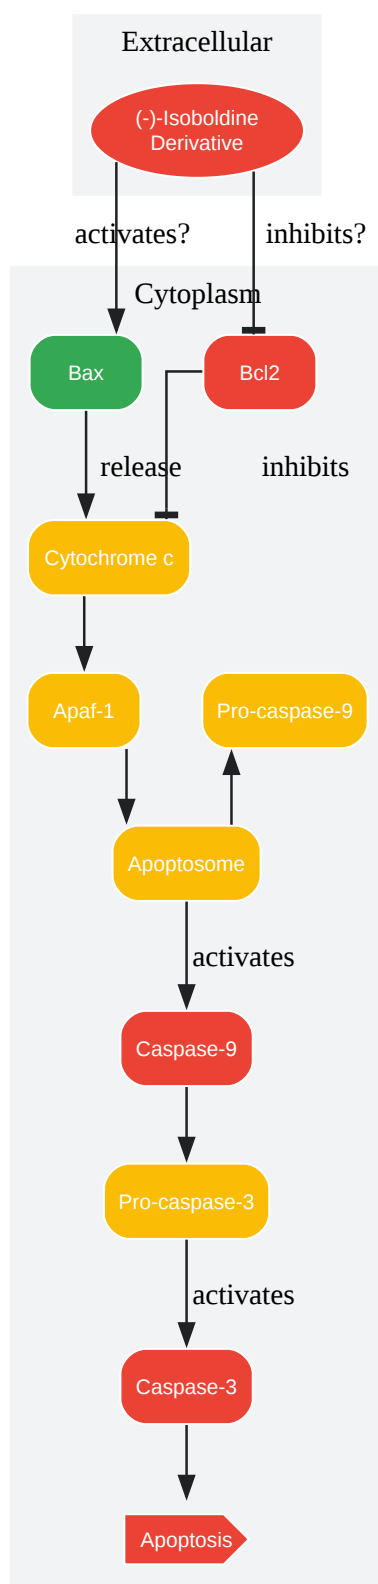 Extracellular
(-)-Isoboldine
Derivative
activates?
inhibits?
Cytoplasm
Bax
Bcl2
release
inhibits
Cytochrome c
Apaf-1
Pro-caspase-9
Apoptosome
activates
Caspase-9
Pro-caspase-3
activates
Caspase-3
Apoptosis